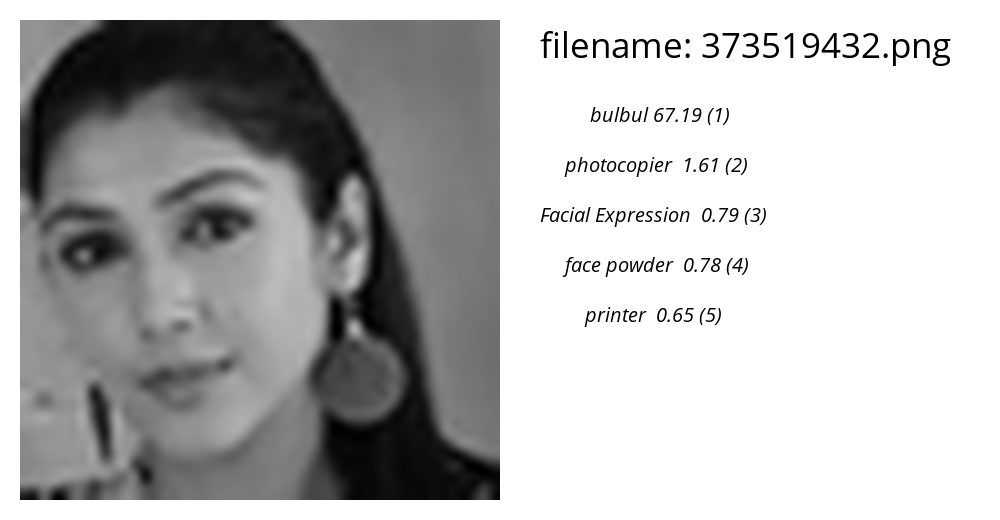 filename: 373519432.png
bulbul 67.19 (1)
photocopier 1.61 (2)
Facial Expression 0.79 (3)
face powder 0.78 (4)
printer 0.65 (5)